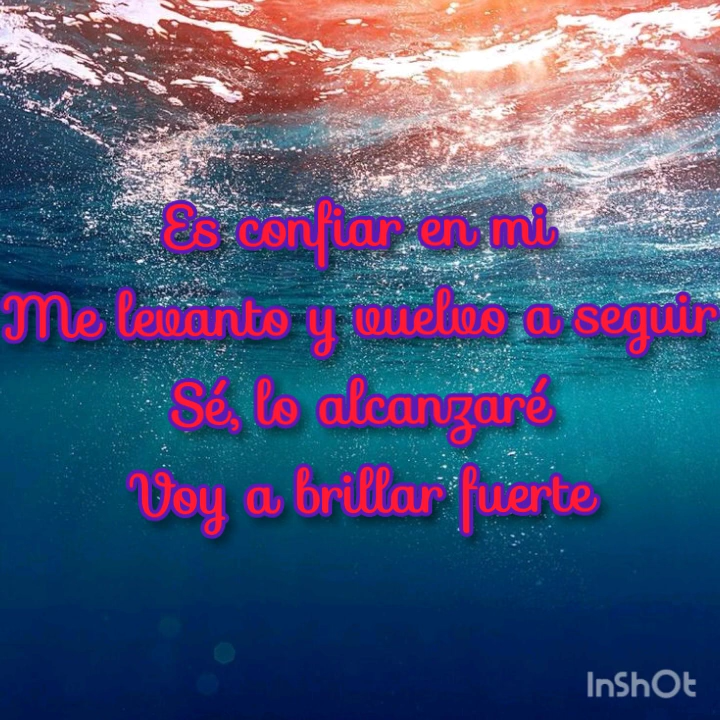 Es confiar en mi
Me levanto y vuelvo a seguir
Sé, lo alcanzaré
Voy a brillar fuerte
InShOt